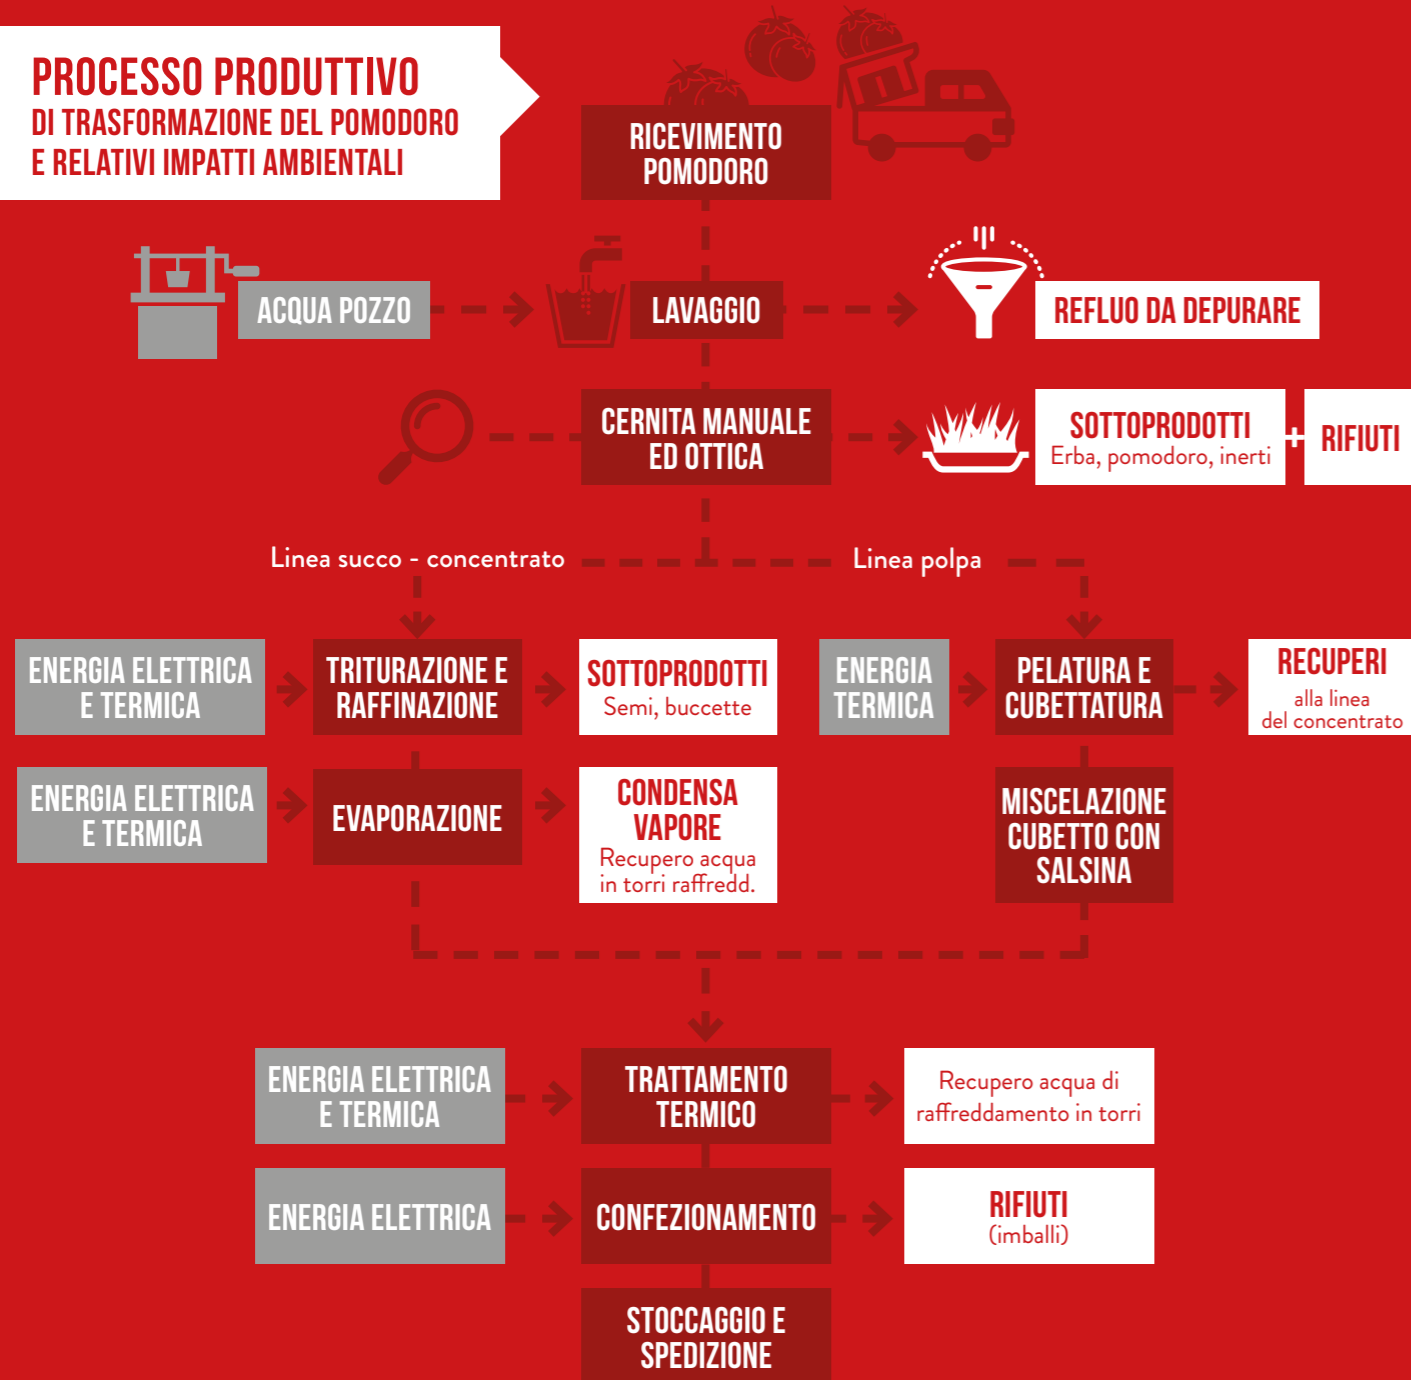 PROCESSO PRODUTTIVO
DI TRASFORMAZIONE DEL POMODORO
E RELATIVI IMPATTI AMBIENTALI
RICEVIMENTO
POMODORO
ACQUA POZZO
LAVAGGIO
REFLUO DA DEPURARE
CERNITA MANUALE
ED OTTICA
SOTTOPRODOTTI
Erba, pomodoro, inerti
+
RIFIUTI
Linea succo - concentrato
Linea polpa
ENERGIA ELETTRICA
E TERMICA
TRITURAZIONE E
RAFFINAZIONE
SOTTOPRODOTTI
Semi, buccette
ENERGIA
TERMICA
PELATURA E
CUBETTATURA
RECUPERI
alla linea
del concentrato
ENERGIA ELETTRICA
E TERMICA
EVAPORAZIONE
CONDENSA
VAPORE
Recupero acqua
in torri raffredd.
MISCELAZIONE
CUBETTO CON
SALSINA
ENERGIA ELETTRICA
E TERMICA
TRATTAMENTO
TERMICO
Recupero acqua di
raffreddamento in torri
ENERGIA ELETTRICA
CONFEZIONAMENTO
RIFIUTI
(imballi)
STOCCAGGIO E
SPEDIZIONE